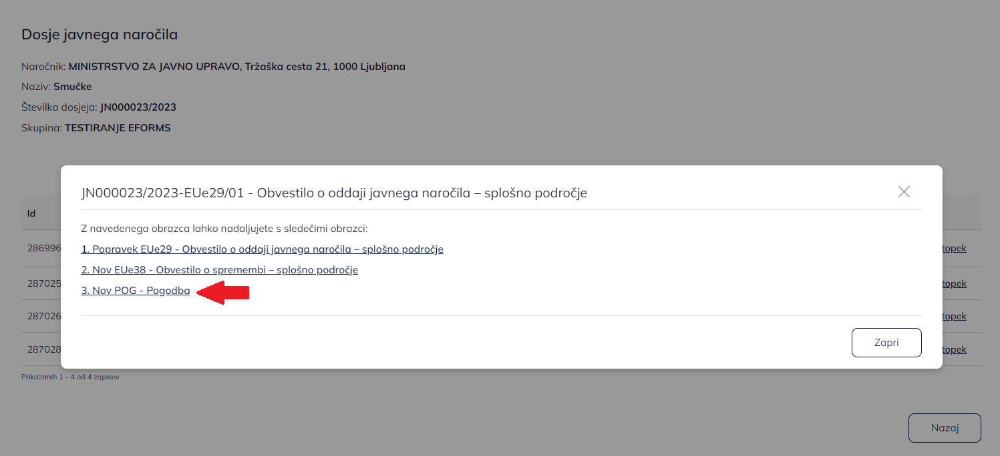 Dosje javnega naročila
Naročnik: MINISTRSTVO ZA JAVNO UPRAVO, Tržaška cesta 21, 1000 Ljubljana
Naziv: Smučke
Številka dosjeja: JN000023/2023
Skupina: TESTIRANJE EFORMS
JN000023/2023-EUe29/01 - Obvestilo o oddaji javnega naročila – splošno področje
Z navedenega obrazca lahko nadaljujete s sledečimi obrazci:
1. Popravek EUe29 - Obvestilo o oddaji javnega naročila – splošno področje
2. Nov EUe38 - Obvestilo o spremembi – splošno področje
3. Nov POG - Pogodba
Zapri
Id
286996 topek
287025 topek
287026 topek
287028 topek
Prikazanih 1 - 4 od 4 zapisov
Nazaj